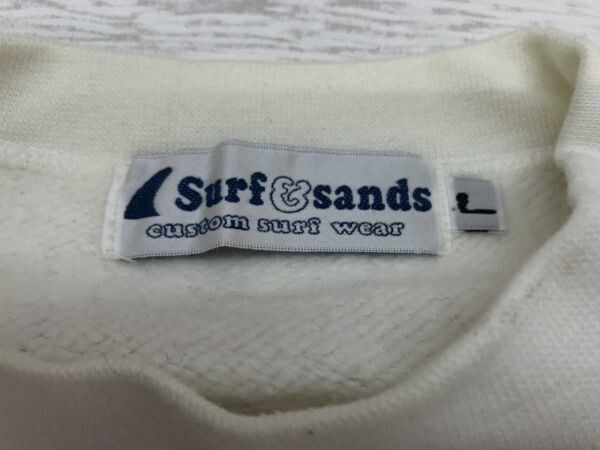 Surf & sands
custom surf wear
L